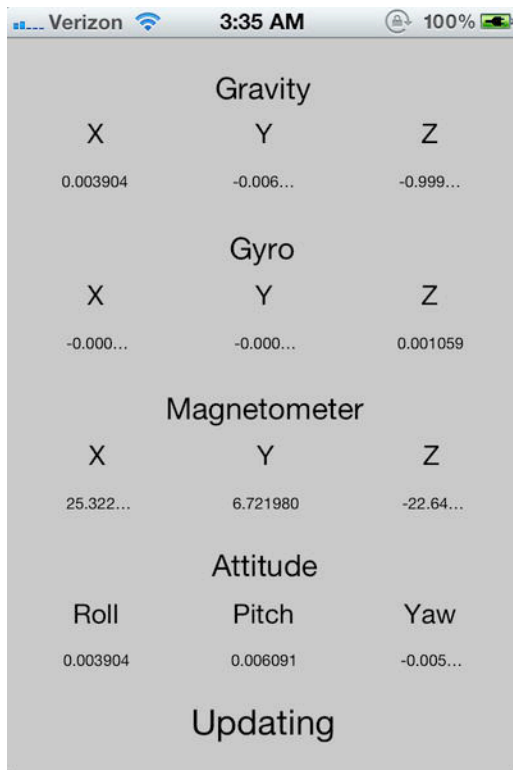 Verizon 3:35 AM 100%
Gravity
X Y Z
0.003904 -0.006… -0.999…
Gyro
X Y Z
-0.000… -0.000… 0.001059
Magnetometer
X Y Z
25.322… 6.721980 -22.64…
Attitude
Roll Pitch Yaw
0.003904 0.006091 -0.005…
Updating